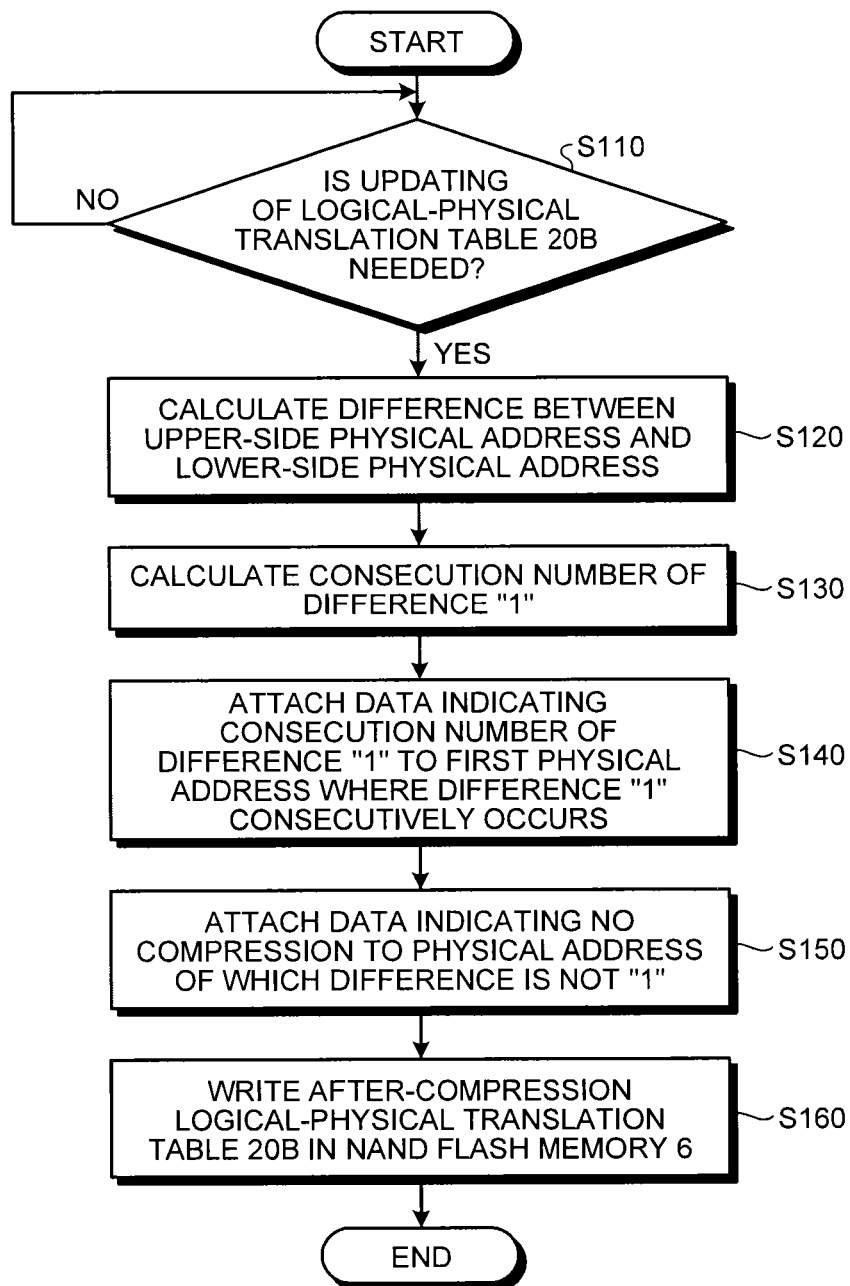 START
S110
IS UPDATING
OF LOGICAL-PHYSICAL
TRANSLATION TABLE 20B
NEEDED?
NO
YES
CALCULATE DIFFERENCE BETWEEN
UPPER-SIDE PHYSICAL ADDRESS AND
LOWER-SIDE PHYSICAL ADDRESS
S120
CALCULATE CONSECUTION NUMBER OF
DIFFERENCE "1"
S130
ATTACH DATA INDICATING
CONSECUTION NUMBER OF
DIFFERENCE "1" TO FIRST PHYSICAL
ADDRESS WHERE DIFFERENCE "1"
CONSECUTIVELY OCCURS
S140
ATTACH DATA INDICATING NO
COMPRESSION TO PHYSICAL ADDRESS
OF WHICH DIFFERENCE IS NOT "1"
S150
WRITE AFTER-COMPRESSION
LOGICAL-PHYSICAL TRANSLATION
TABLE 20B IN NAND FLASH MEMORY 6
S160
END